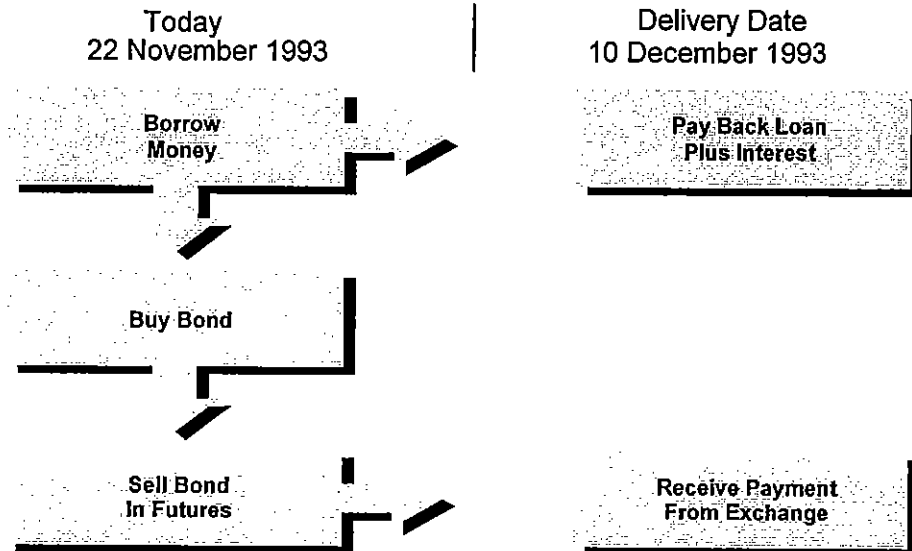 Today
22 November 1993
Delivery Date
10 December 1993
Borrow
Money
Pay Back Loan
Plus Interest
Buy Bond
Sell Bond
In Futures
Receive Payment
From Exchange